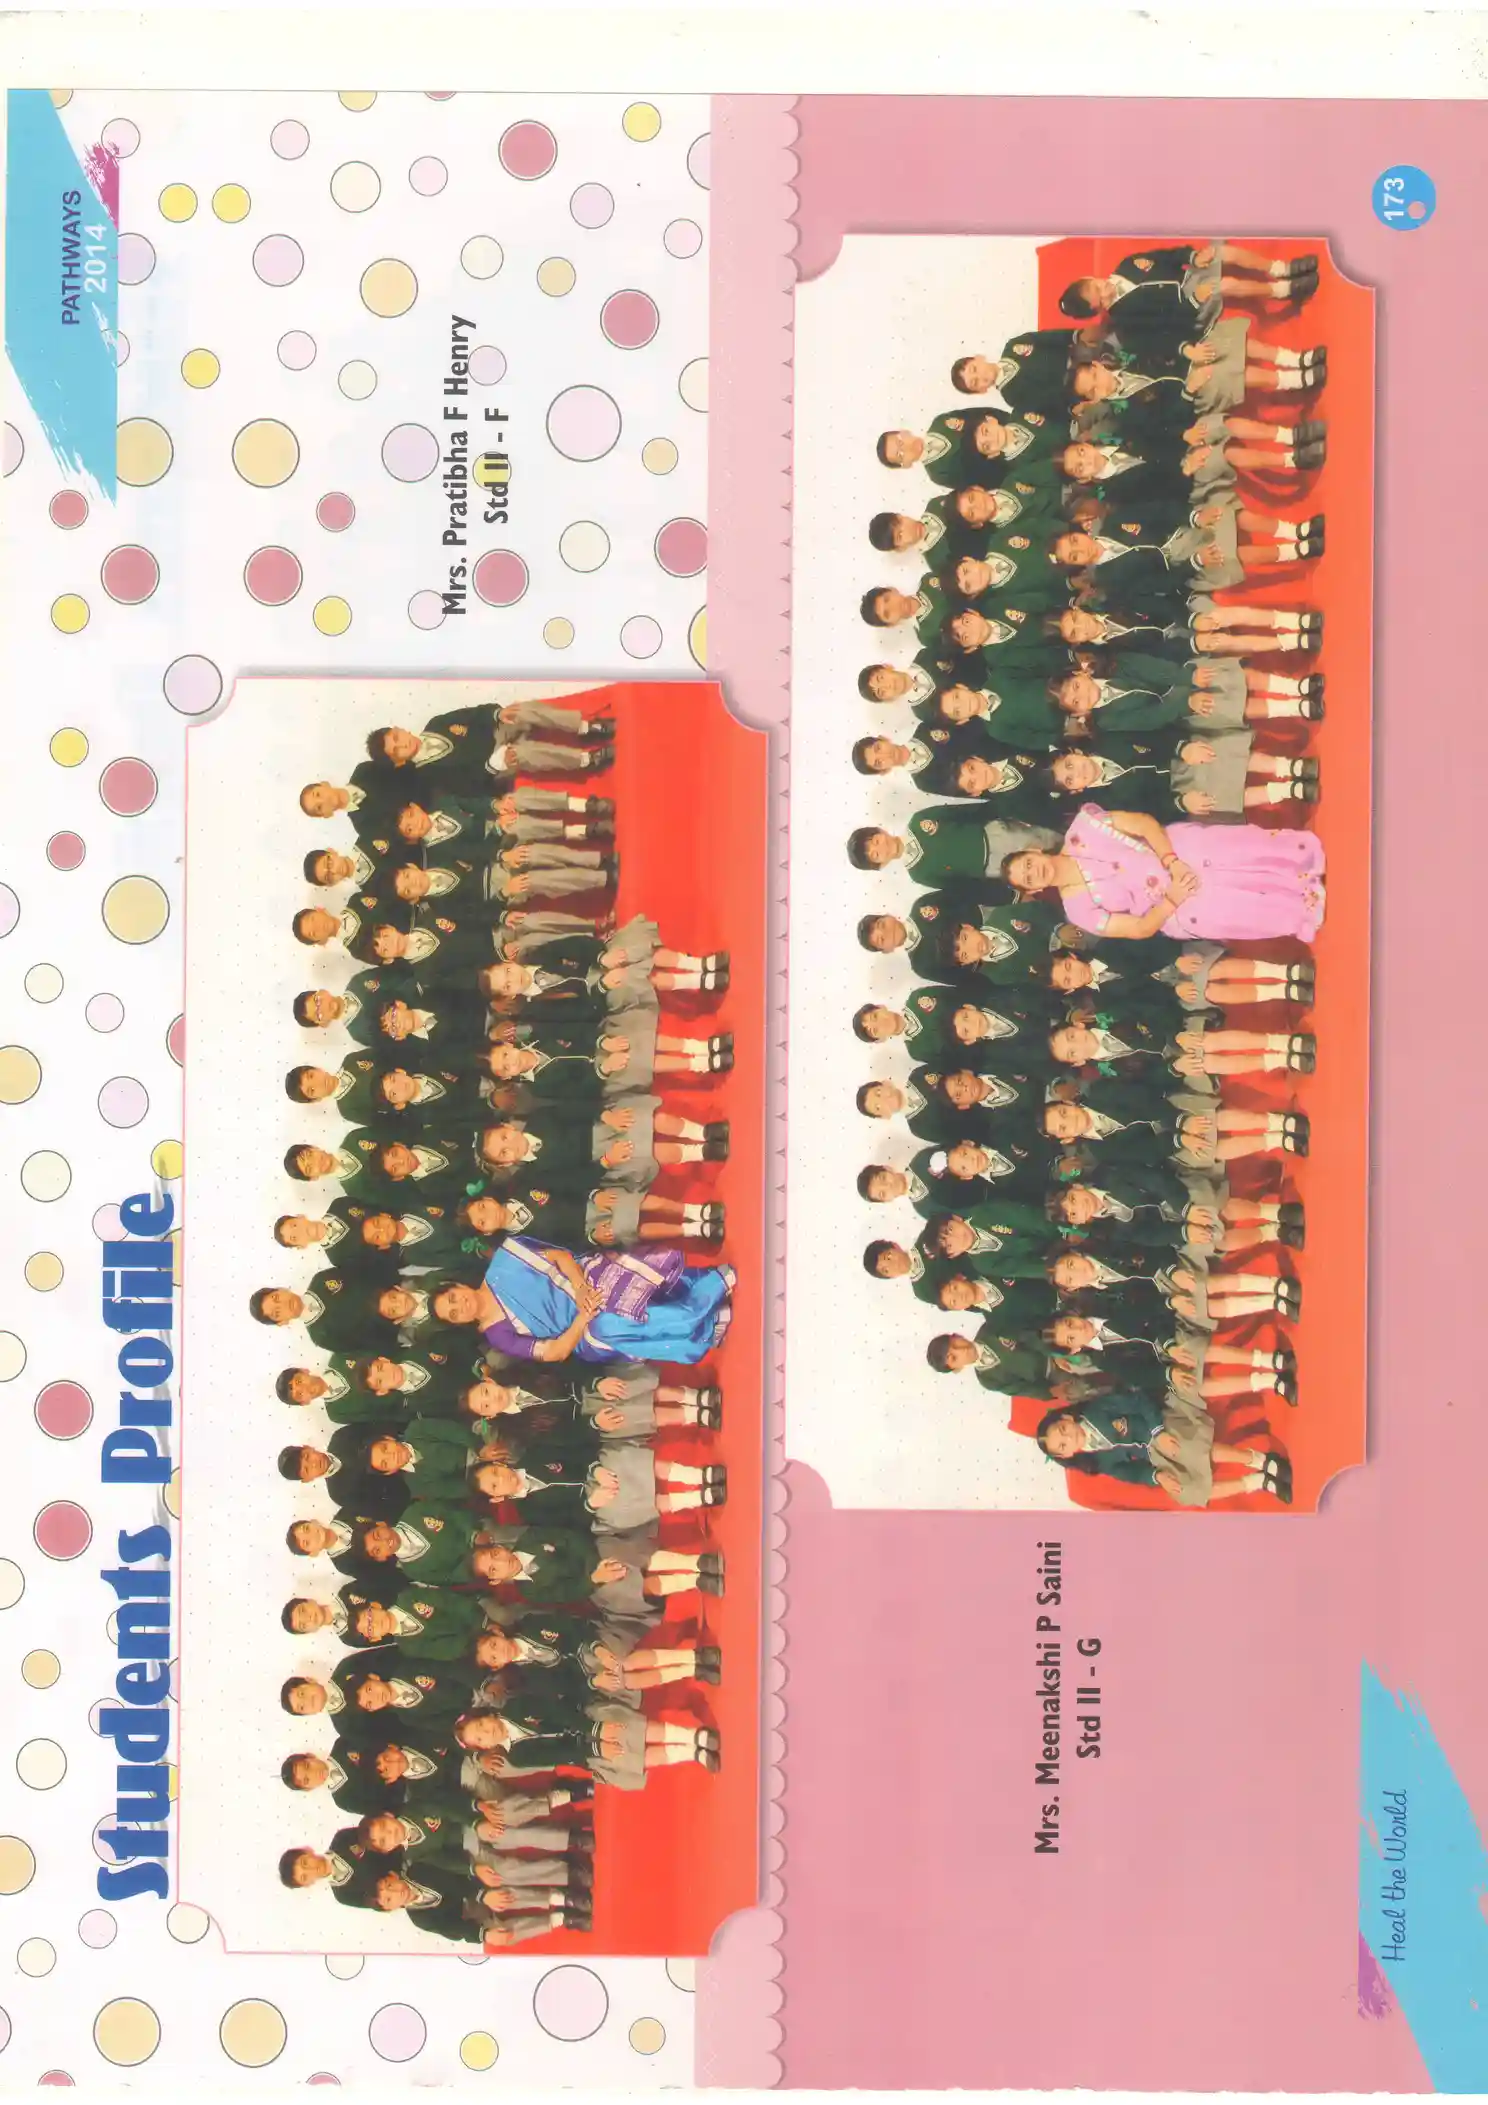 PATHWAYS
2014
Students Profile
Mrs. Pratibha F Henry
Std II - F
Mrs. Meenakshi P Saini
Std II - G
Heal the World
173